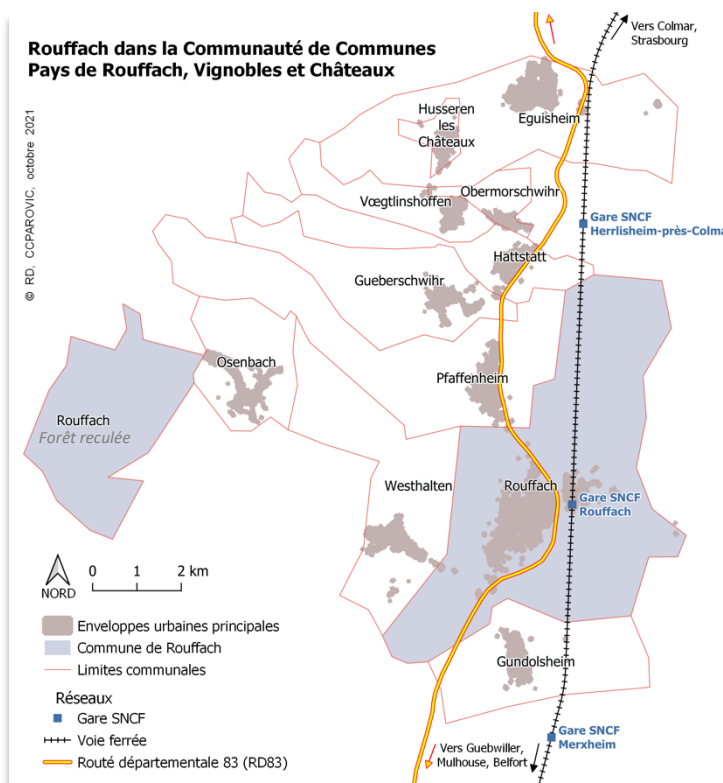 Rouffach dans la Communauté de Communes
Pays de Rouffach, Vignobles et Châteaux
© RD, CCPAROVIC, octobre 2021
Vers Colmar,
Strasbourg
Husseren
les
Châteaux
Eguisheim
Vœgtlinshoffen
Obermorschwihr
Gare SNCF
Herrlisheim-près-Colma
Hattstatt
Gueberschwihr
Osenbach
Pfaffenheim
Rouffach
Forêt reculée
Westhalten
Rouffach
Gare SNCF
Rouffach
NORD
0 1 2 km
Gundolsheim
Enveloppes urbaines principales
Commune de Rouffach
Limites communales
Réseaux
Gare SNCF
Voie ferrée
Routé départementale 83 (RD83)
Vers Guebwiller,
Mulhouse, Belfort
Gare SNCF
Merxheim